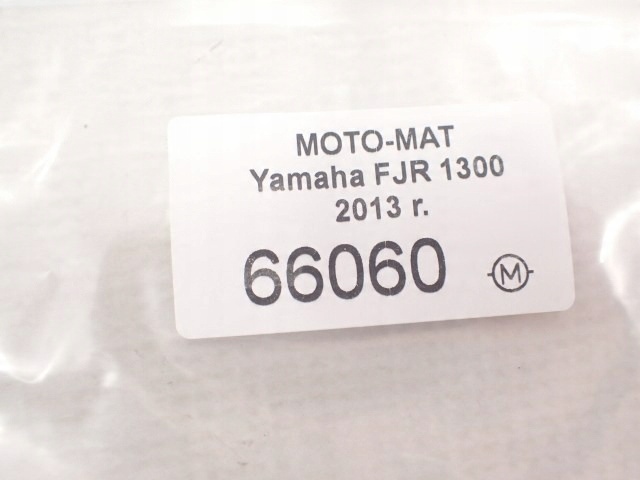 MOTO-MAT
Yamaha FJR 1300
2013 r.
66060
M